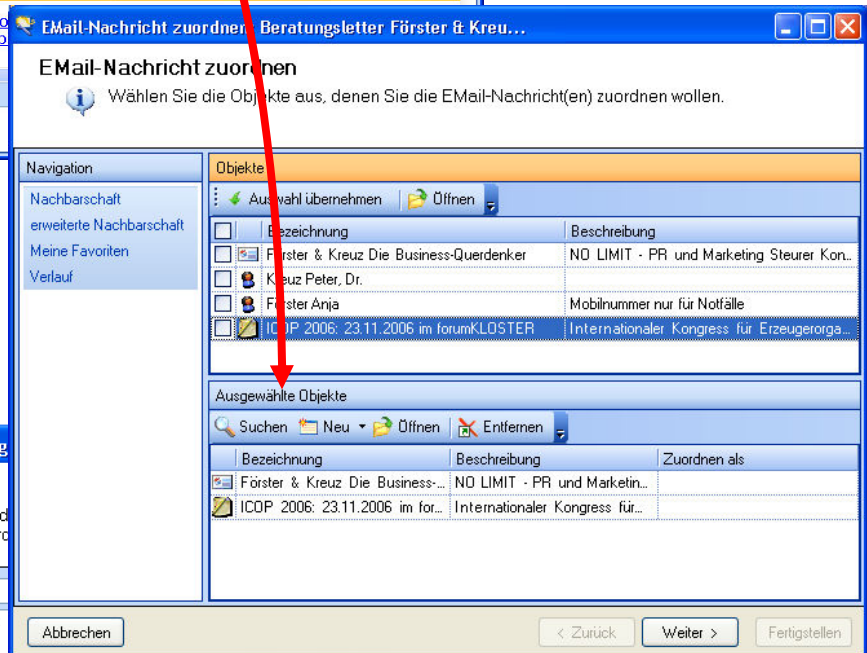 EMail-Nachricht zuordnen: Beratungsletter Förster & Kreu...
EMail-Nachricht zuordnen
Wählen Sie die Objekte aus, denen Sie die EMail-Nachricht(en) zuordnen wollen.
Navigation
Nachbarschaft
erweiterte Nachbarschaft
Meine Favoriten
Verlauf
Objekte
Auswahl übernehmen Öffnen
Bezeichnung Beschreibung
Förster & Kreuz Die Business-Querdenker NO LIMIT - PR und Marketing Steurer Kon...
Kreuz Peter, Dr.
Förster Anja Mobilnummer nur für Notfälle
ICOP 2006: 23.11.2006 im forumKLOSTER Internationaler Kongress für Erzeugerorga...
Ausgewählte Objekte
Suchen Neu Öffnen Entfernen
Bezeichnung Beschreibung Zuordnen als
Förster & Kreuz Die Business-... NO LIMIT - PR und Marketin...
ICOP 2006: 23.11.2006 im for... Internationaler Kongress für...
Abbrechen < Zurück Weiter > Fertigstellen